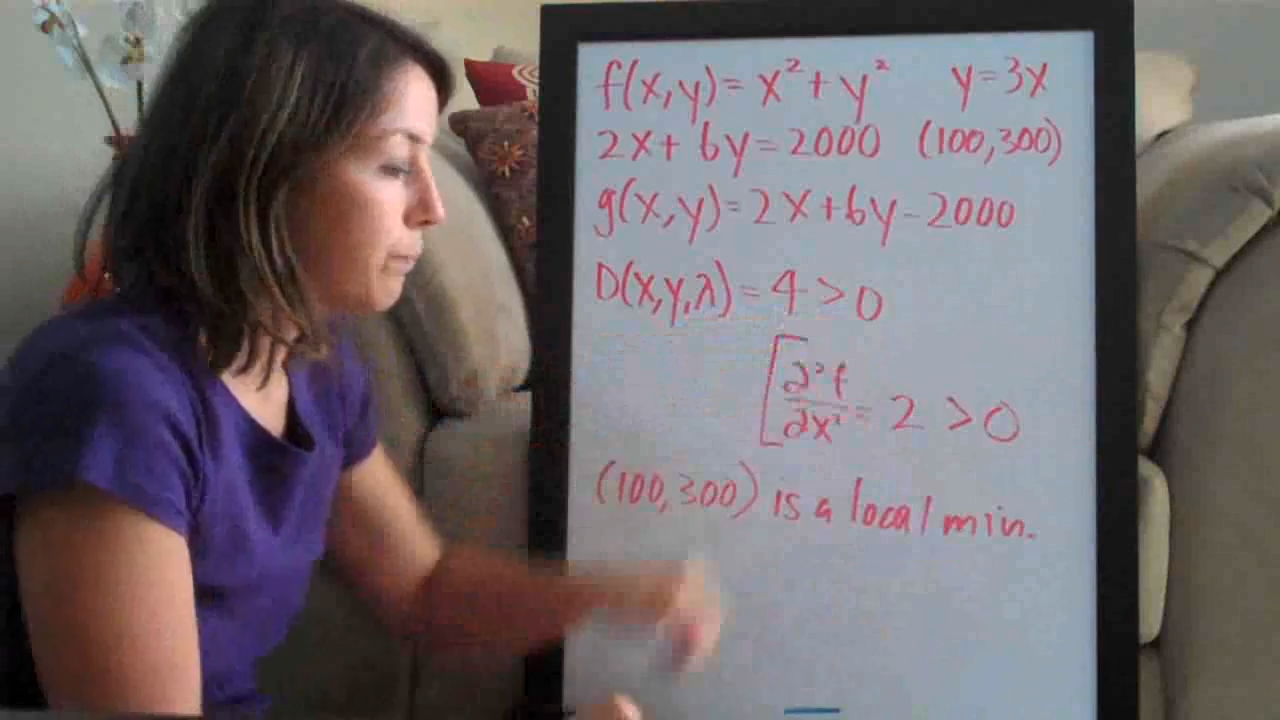 f(x,y)=x²+y² y=3x
2x+6y=2000 (100,300)
g(x,y)=2x+6y-2000
D(x,y,λ)=4>0
[∂²f/∂x² = 2 >0
(100,300) is a local min.